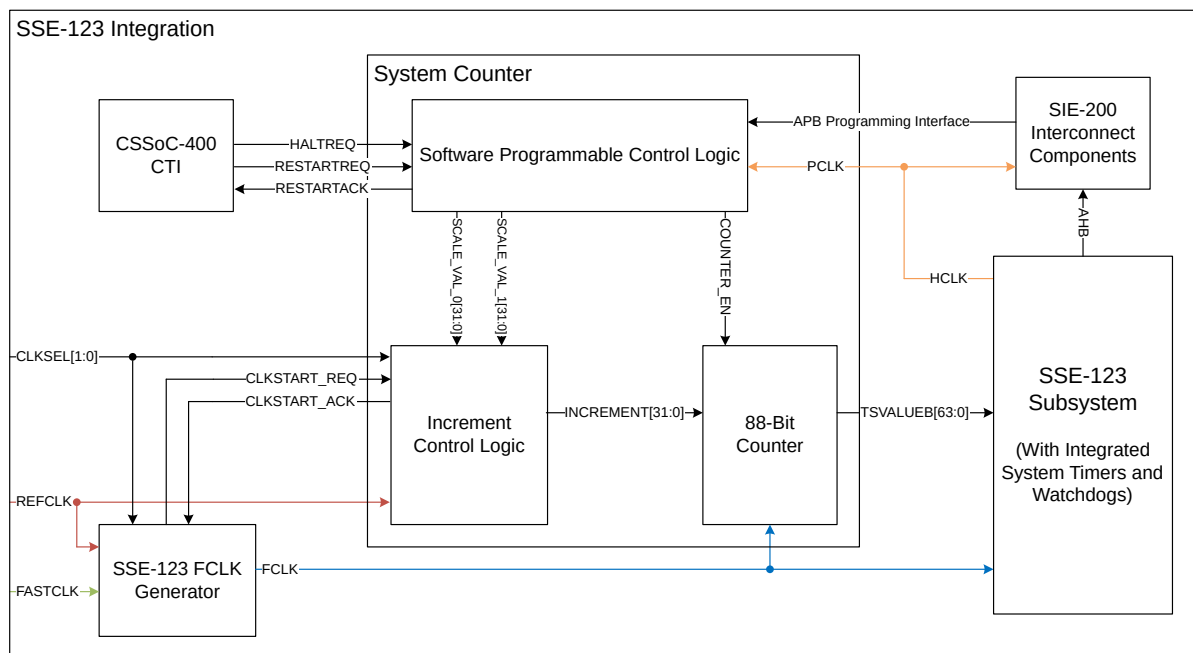 SSE-123 Integration
System Counter
CSSoC-400
CTI
HALTREQ
RESTARTREQ
RESTARTACK
Software Programmable Control Logic
APB Programming Interface
PCLK
SIE-200
Interconnect
Components
AHB
HCLK
SCALE_VAL_0[31:0]
SCALE_VAL_1[31:0]
COUNTER_EN
CLKSEL[1:0]
CLKSTART_REQ
CLKSTART_ACK
Increment
Control Logic
INCREMENT[31:0]
88-Bit
Counter
TSVALUEB[63:0]
SSE-123
Subsystem
(With Integrated
System Timers and
Watchdogs)
REFCLK
FASTCLK
SSE-123 FCLK
Generator
FCLK